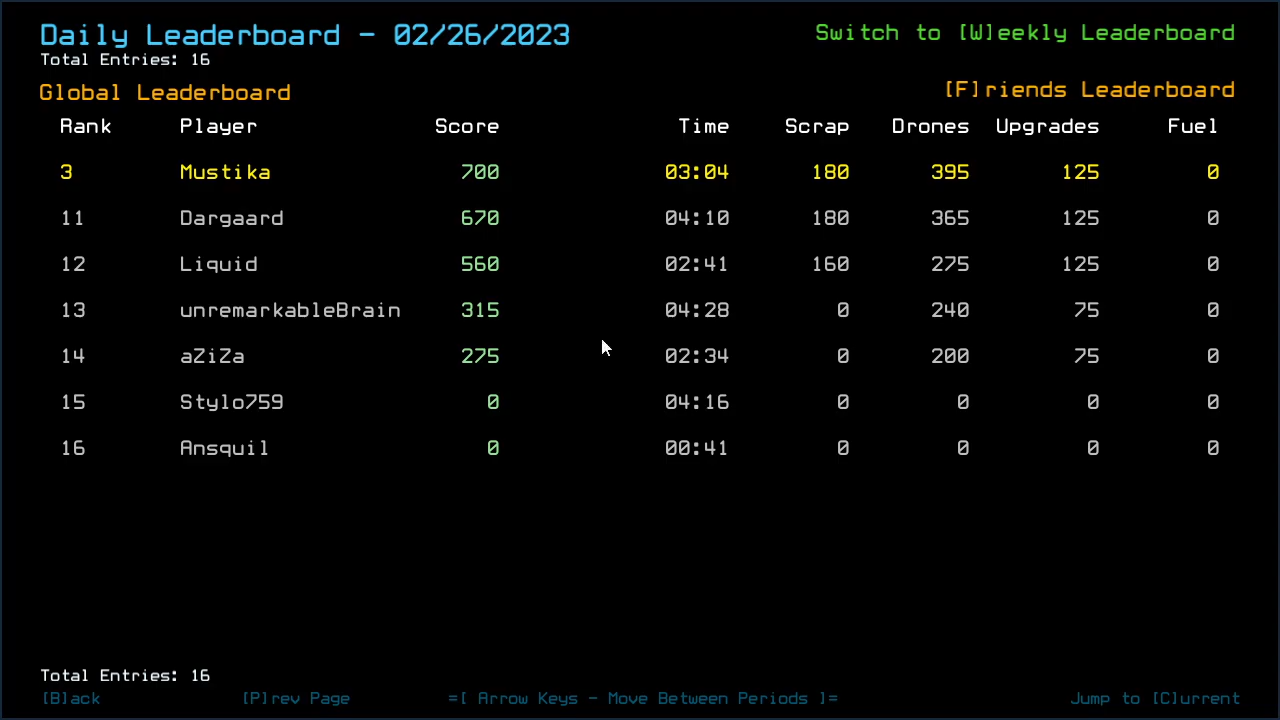 Daily Leaderboard - 02/26/2023
Switch to [W]eekly Leaderboard
Total Entries: 16
Global Leaderboard
[F]riends Leaderboard
Rank Player Score Time Scrap Drones Upgrades Fuel
3 Mustika 700 03:04 180 395 125 0
11 Dargaard 670 04:10 180 365 125 0
12 Liquid 560 02:41 160 275 125 0
13 unremarkableBrain 315 04:28 0 240 75 0
14 aZiZa 275 02:34 0 200 75 0
15 Stylo759 0 04:16 0 0 0 0
16 Ansquil 0 00:41 0 0 0 0
Total Entries: 16
[B]ack [P]rev Page =[ Arrow Keys - Move Between Periods ]= Jump to [C]urrent